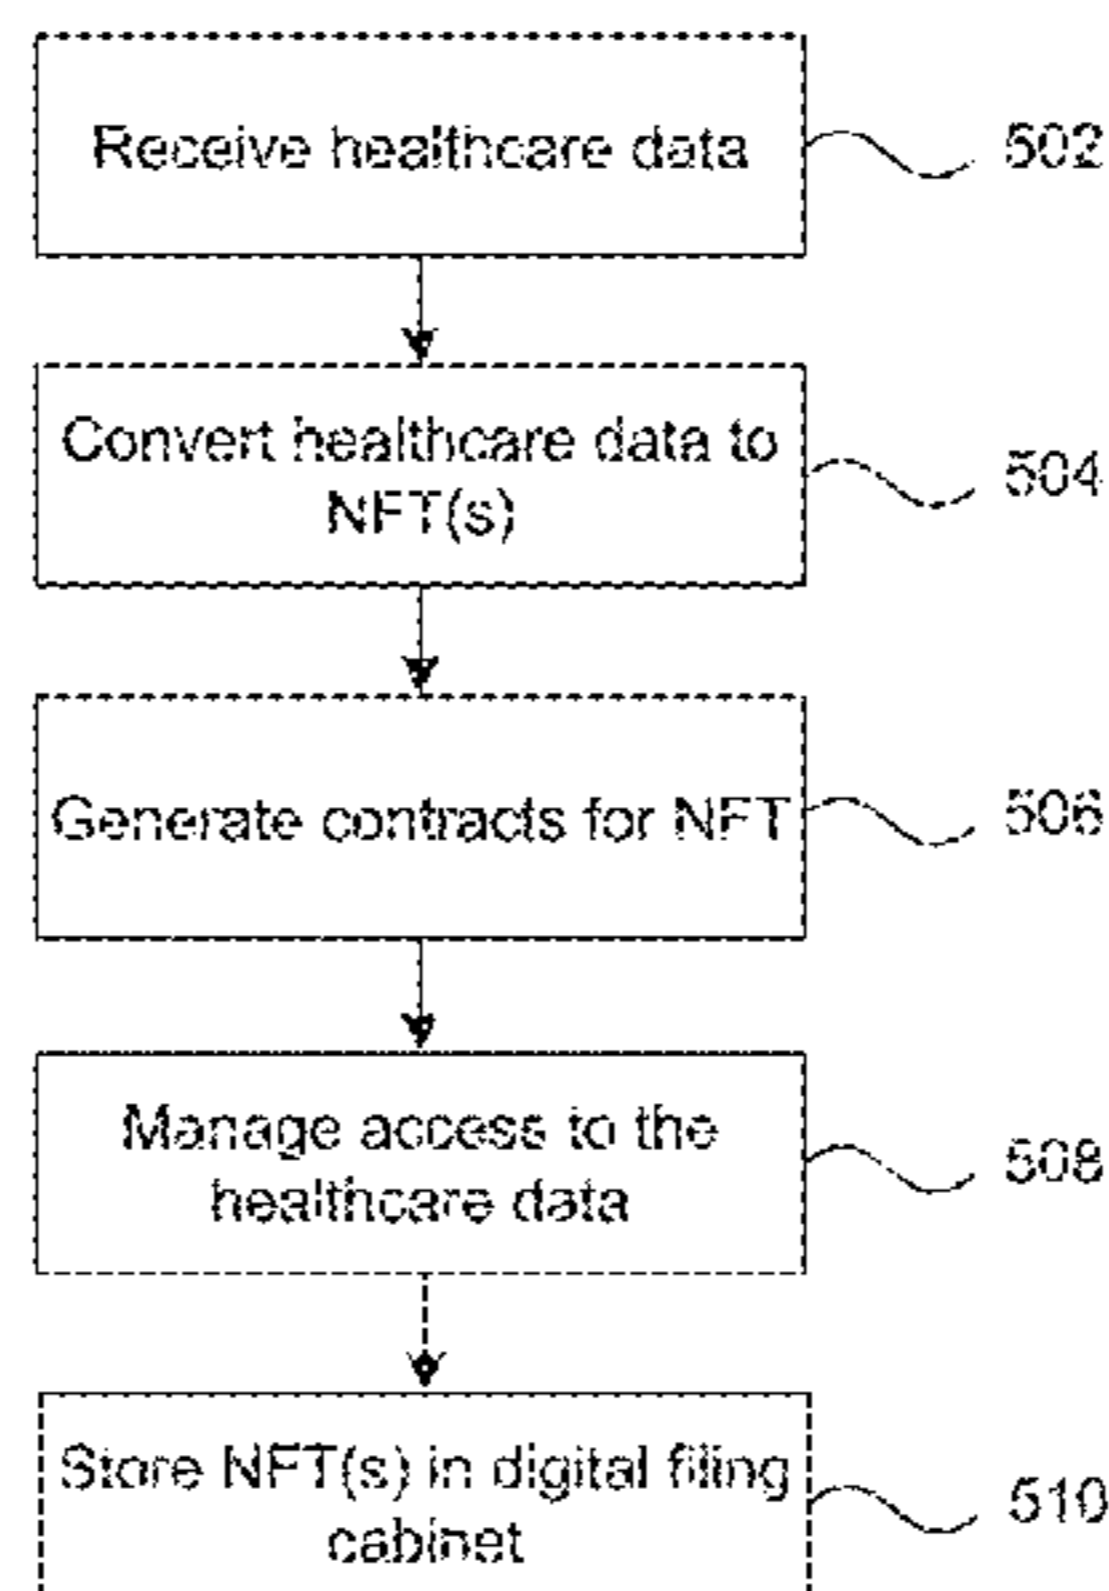 Receive healthcare data
502
Convert healthcare data to
NFT(s)
504
Generate contracts for NFT
506
Manage access to the
healthcare data
508
Store NFT(s) in digital filing
cabinet
510